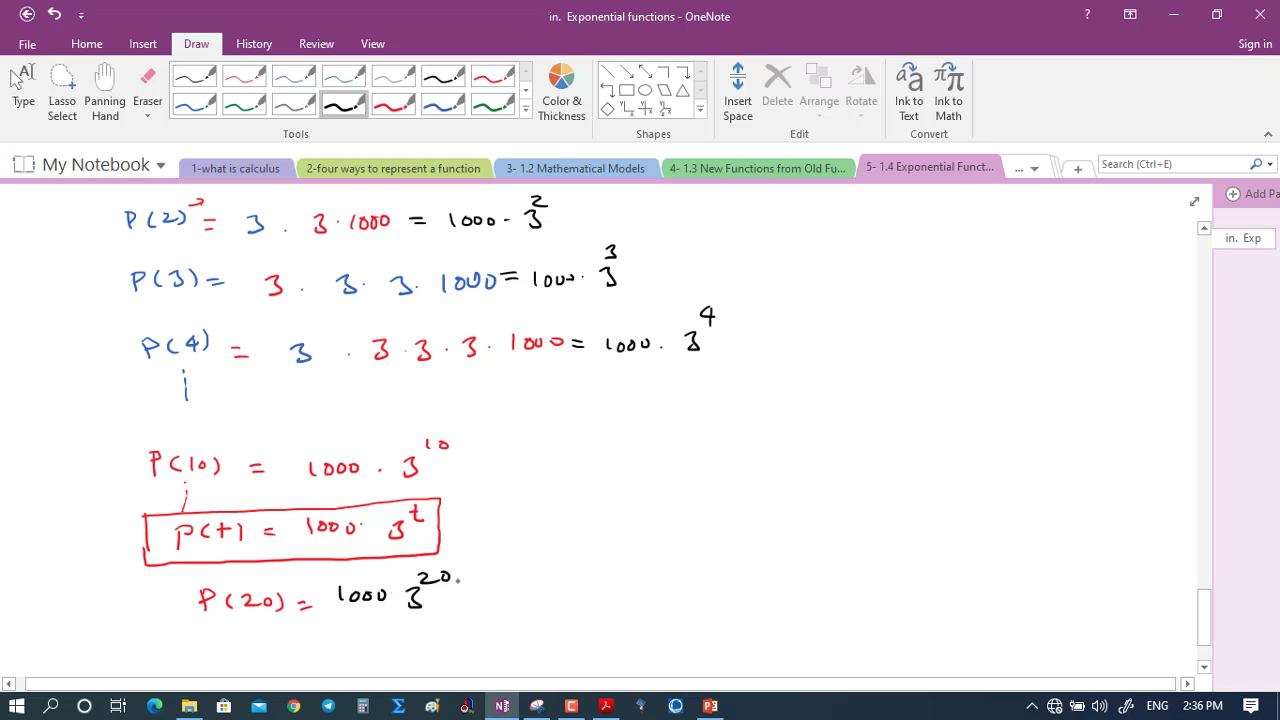 in. Exponential functions - OneNote
File Home Insert Draw History Review View Sign in
Type Lasso Select Panning Hand Eraser Color & Thickness Insert Space Delete Arrange Rotate Ink to Text Ink to Math
Tools Shapes Edit Convert
My Notebook 1-what is calculus 2-four ways to represent a function 3- 1.2 Mathematical Models 4- 1.3 New Functions from Old Fu... 5- 1.4 Exponential Funct... ... Search (Ctrl+E)
Add Pa
in. Exp
P(2) = 3 . 3 · 1000 = 1000 · 3^2
P(3) = 3 . 3 · 3 · 1000 = 1000 · 3^3
P(4) = 3 . 3 · 3 · 3 · 1000 = 1000 · 3^4
P(10) = 1000 · 3^10
P(t) = 1000 · 3^t
P(20) = 1000 · 3^20
ENG 2:36 PM